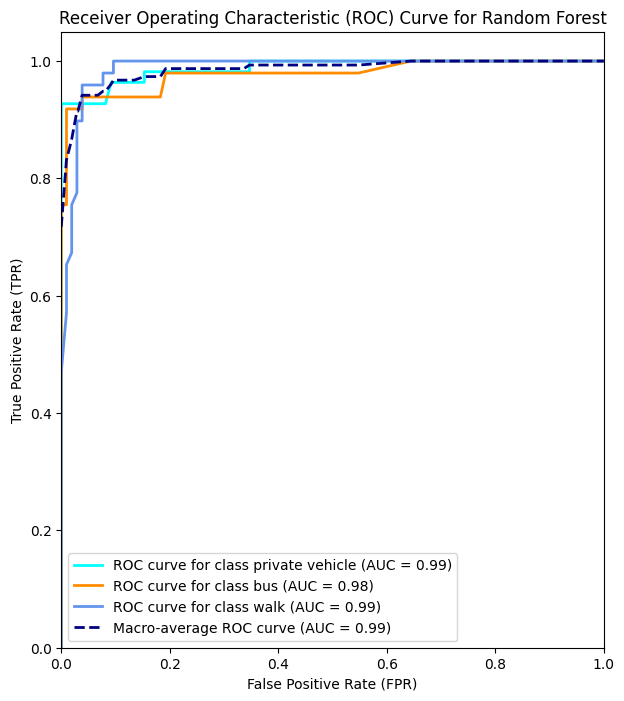 Receiver Operating Characteristic (ROC) Curve for Random Forest
True Positive Rate (TPR)
1.0
0.8
0.6
0.4
0.2
0.0
ROC curve for class private vehicle (AUC = 0.99)
ROC curve for class bus (AUC = 0.98)
ROC curve for class walk (AUC = 0.99)
Macro-average ROC curve (AUC = 0.99)
0.0 0.2 0.4 0.6 0.8 1.0
False Positive Rate (FPR)